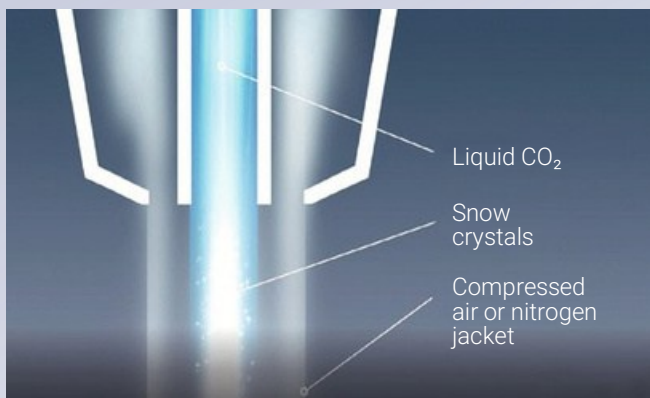 Liquid CO₂
Snow
crystals
Compressed
air or nitrogen
jacket